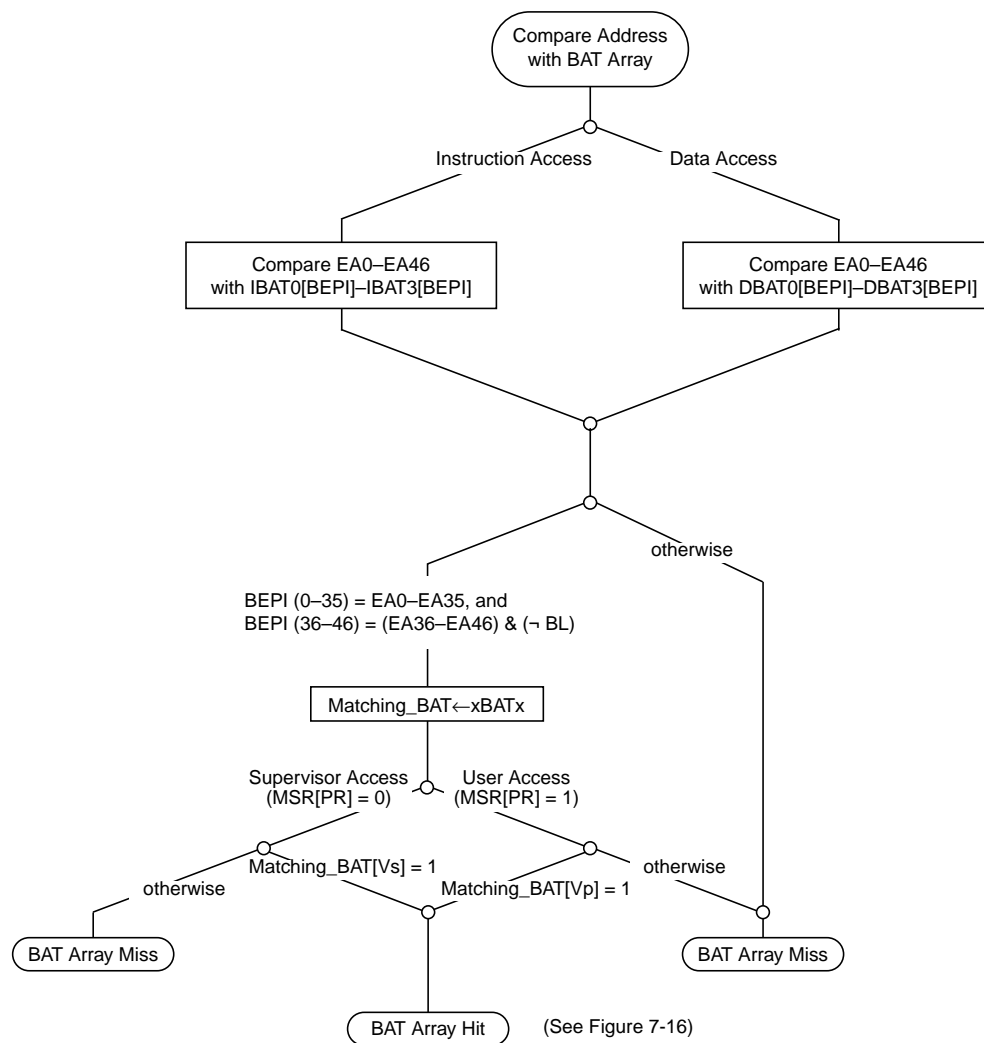 Compare Address
with BAT Array
Instruction Access
Data Access
Compare EA0–EA46
with IBAT0[BEPI]–IBAT3[BEPI]
Compare EA0–EA46
with DBAT0[BEPI]–DBAT3[BEPI]
otherwise
BEPI (0–35) = EA0–EA35, and
BEPI (36–46) = (EA36–EA46) & (¬ BL)
Matching_BAT←xBATx
Supervisor Access
(MSR[PR] = 0)
User Access
(MSR[PR] = 1)
Matching_BAT[Vs] = 1
otherwise
otherwise
Matching_BAT[Vp] = 1
BAT Array Miss
BAT Array Miss
BAT Array Hit
(See Figure 7-16)